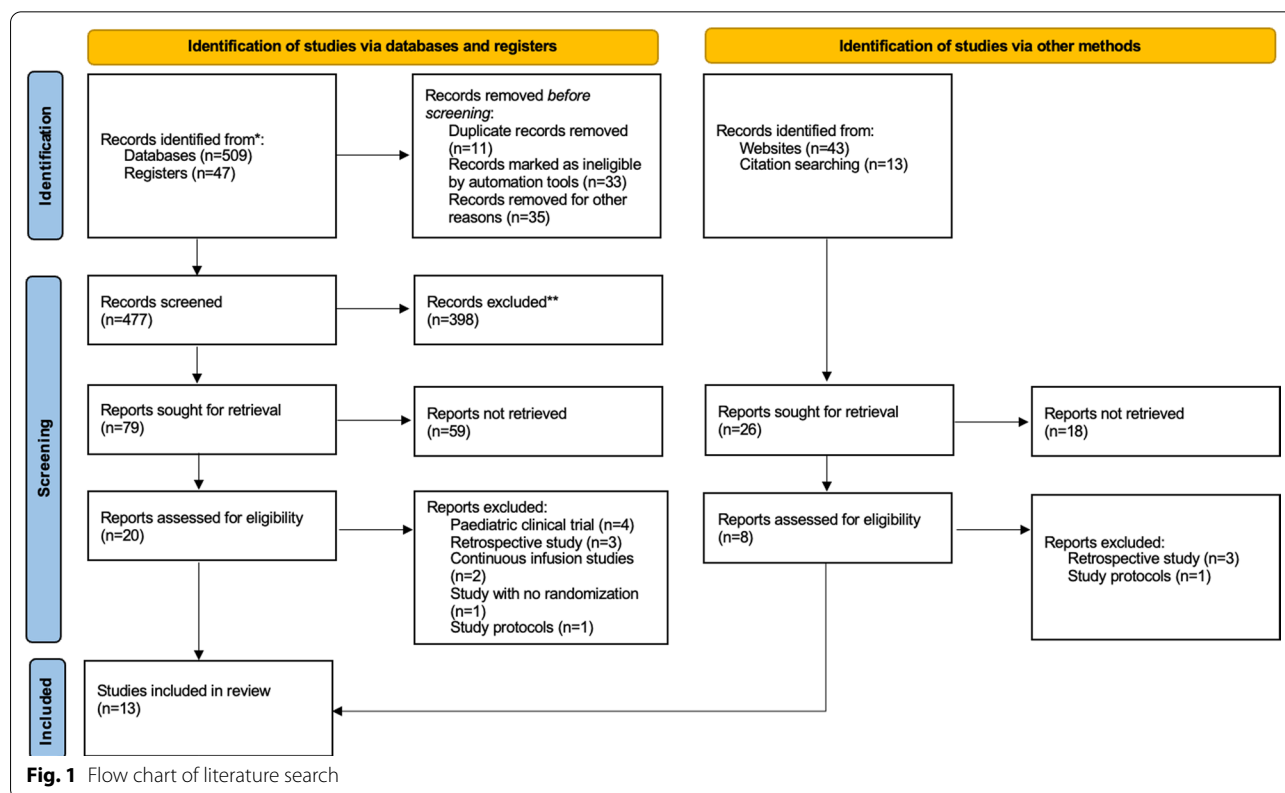 Identification of studies via databases and registers
Identification of studies via other methods
Identification
Records identified from*:
Databases (n=509)
Registers (n=47)
Records removed before
screening:
Duplicate records removed
(n=11)
Records marked as ineligible
by automation tools (n=33)
Records removed for other
reasons (n=35)
Records identified from:
Websites (n=43)
Citation searching (n=13)
Screening
Records screened
(n=477)
Records excluded**
(n=398)
Reports sought for retrieval
(n=79)
Reports not retrieved
(n=59)
Reports sought for retrieval
(n=26)
Reports not retrieved
(n=18)
Reports assessed for eligibility
(n=20)
Reports excluded:
Paediatric clinical trial (n=4)
Retrospective study (n=3)
Continuous infusion studies
(n=2)
Study with no randomization
(n=1)
Study protocols (n=1)
Reports assessed for eligibility
(n=8)
Reports excluded:
Retrospective study (n=3)
Study protocols (n=1)
Included
Studies included in review
(n=13)
Fig. 1 Flow chart of literature search